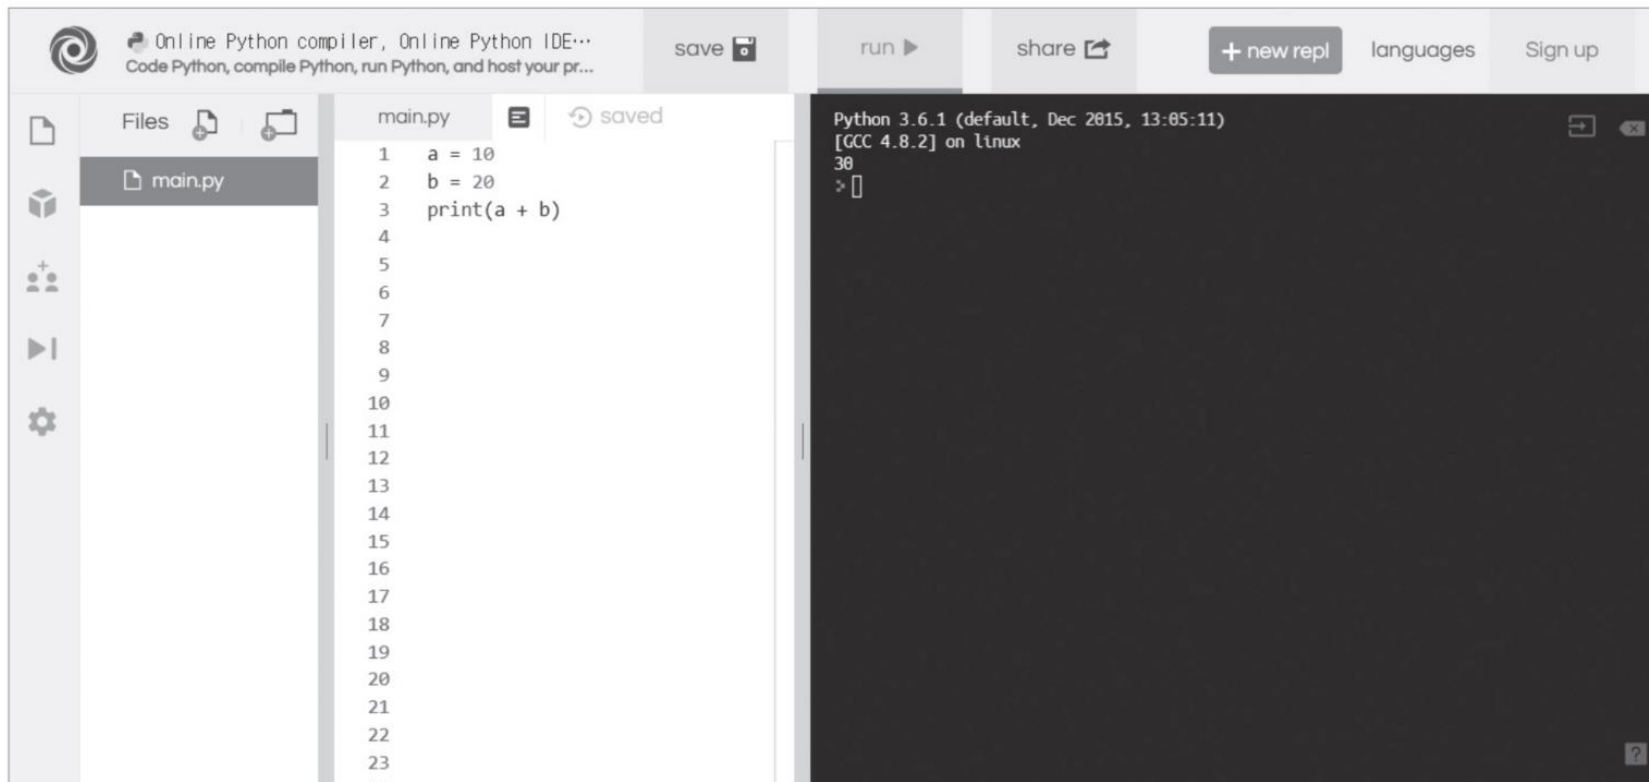 Online Python compiler, Online Python IDE…
Code Python, compile Python, run Python, and host your pr...
save
run
share
+ new repl
languages
Sign up
Files
main.py
main.py
saved
1 a = 10
2 b = 20
3 print(a + b)
4
5
6
7
8
9
10
11
12
13
14
15
16
17
18
19
20
21
22
23
Python 3.6.1 (default, Dec 2015, 13:05:11)
[GCC 4.8.2] on linux
30
>
?